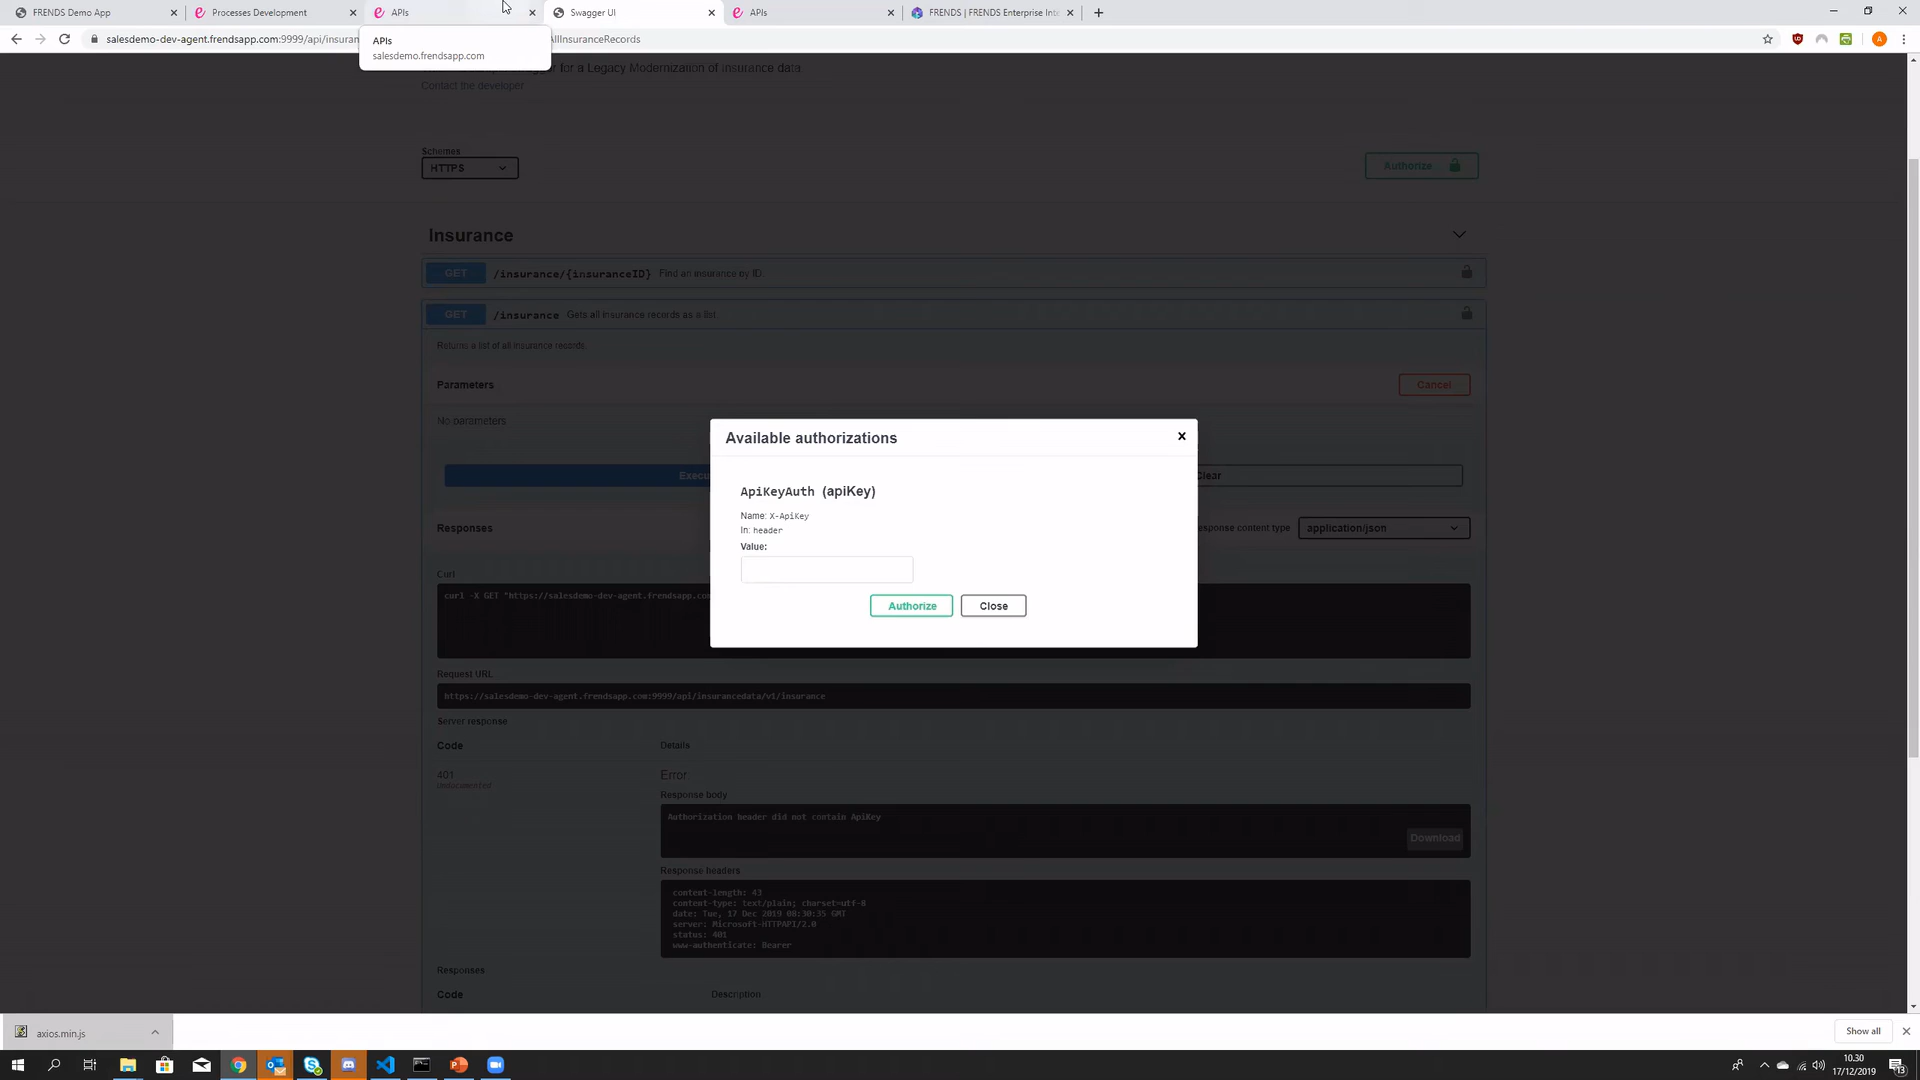 FRENDS Demo App
Processes Development
APIs
Swagger UI
APIs
FRENDS | FRENDS Enterprise Inte
salesdemo-dev-agent.frendsapp.com:9999/api/insuran
AllInsuranceRecords
APIs
salesdemo.frendsapp.com
for a Legacy Modernization of insurance data
Contact the developer
Schemes
HTTPS
Authorize
Insurance
GET /insurance/{insuranceID} Find an insurance by ID.
GET /insurance Gets all insurance records as a list
Returns a list of all insurance records.
Parameters
Cancel
No parameters
Available authorizations
Execu
Clear
ApiKeyAuth (apiKey)
Name: X-ApiKey
In: header
Value:
Authorize
Close
Responses
esponse content type
application/json
Curl
curl -X GET "https://salesdemo-dev-agent.frendsapp.co
Request URL
https://salesdemo-dev-agent.frendsapp.com:9999/api/insurancedata/v1/insurance
Server response
Code
Details
401
Undocumented
Error
Response body
Authorization header did not contain ApiKey
Download
Response headers
content-length: 43
content-type: text/plain; charset=utf-8
date: Tue, 17 Dec 2019 08:30:35 GMT
server: Microsoft-HTTPAPI/2.0
status: 401
www-authenticate: Bearer
Responses
Code
Description
axios.min.js
Show all
10.30
17/12/2019